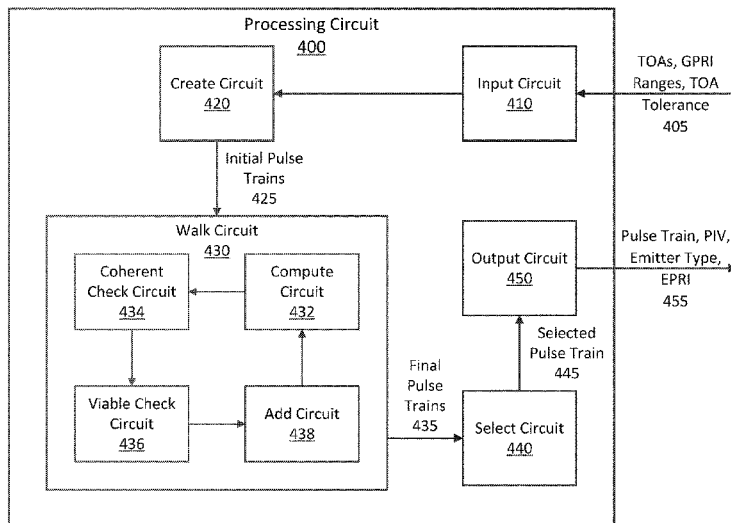 Processing Circuit
400
Create Circuit
420
Input Circuit
410
TOAs, GPRI
Ranges, TOA
Tolerance
405
Initial Pulse
Trains
425
Walk Circuit
430
Coherent
Check Circuit
434
Compute
Circuit
432
Viable Check
Circuit
436
Add Circuit
438
Final
Pulse
Trains
435
Select Circuit
440
Selected
Pulse Train
445
Output Circuit
450
Pulse Train, PIV,
Emitter Type,
EPRI
455